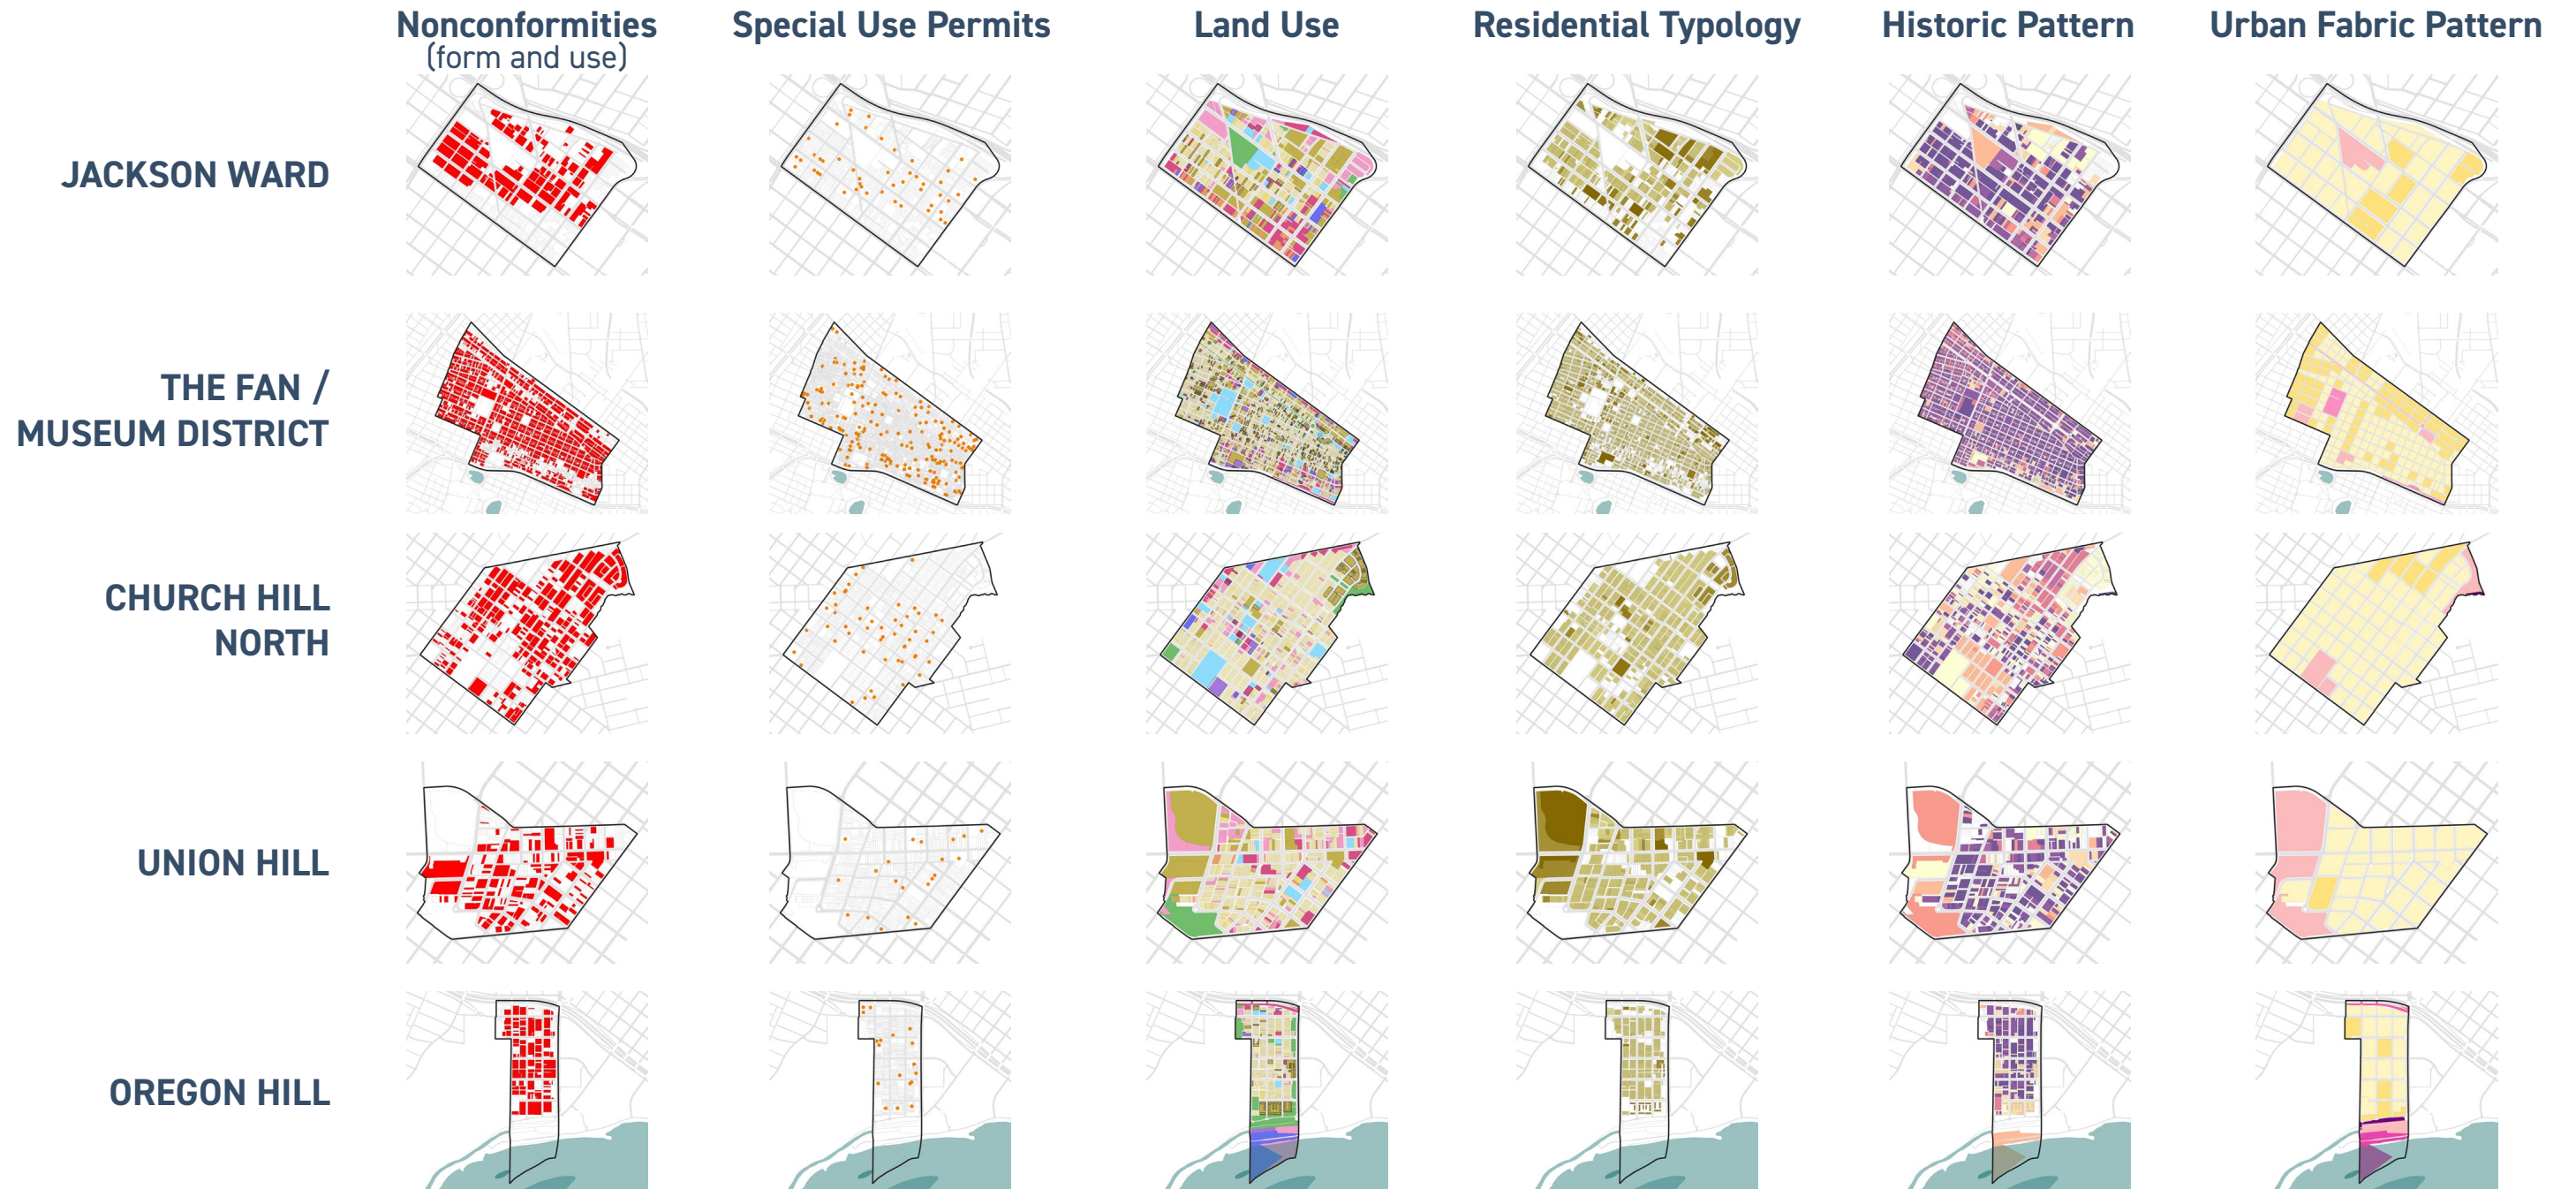 Nonconformities
(form and use)
Special Use Permits
Land Use
Residential Typology
Historic Pattern
Urban Fabric Pattern
JACKSON WARD
THE FAN /
MUSEUM DISTRICT
CHURCH HILL
NORTH
UNION HILL
OREGON HILL